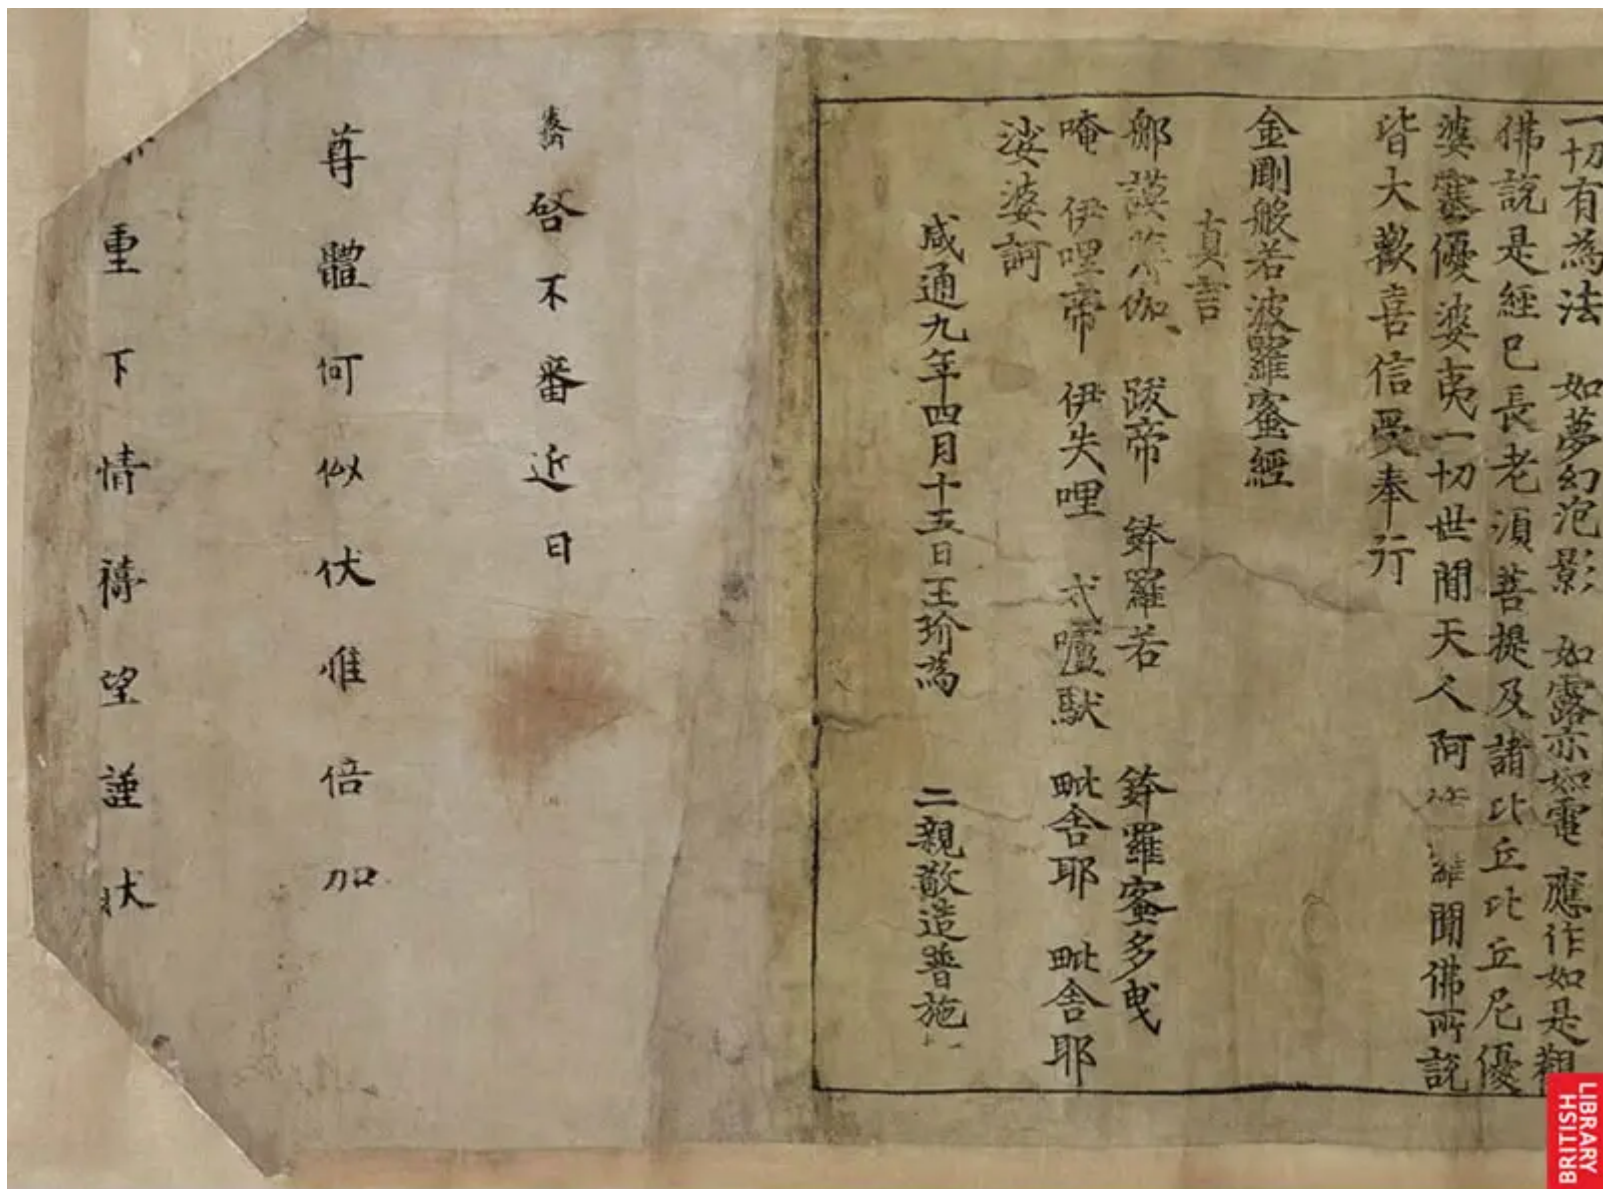 一切有為法 如夢幻泡影 如露亦如電 應作如是觀
佛說是經已長老須菩提及諸比丘比丘尼優
婆塞優婆夷一切世間天人阿修羅聞佛所說
皆大歡喜信受奉行
金剛般若波羅蜜經
真言
那謨薄伽 跋帝 鉢羅若 鉢羅蜜多曳
唵 伊哩帝 伊失哩 戍嚧馱 毗舍耶 毗舍耶
娑婆訶
咸通九年四月十五日王玠為 二親敬造普施
啓不審近日
尊體何似伏惟倍加
重下情禱望謹狀
BRITISH
LIBRARY